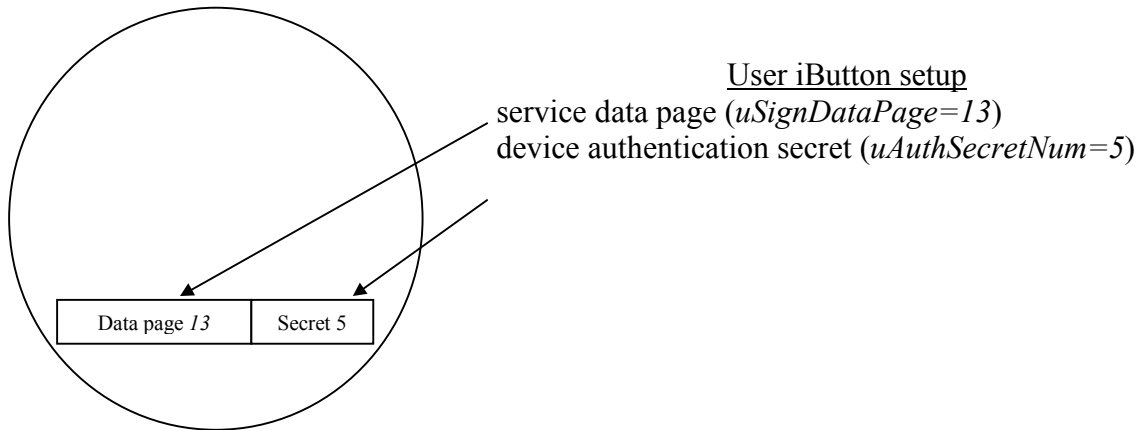 User iButton setup
service data page (uSignDataPage=13)
device authentication secret (uAuthSecretNum=5)
Data page 13
Secret 5